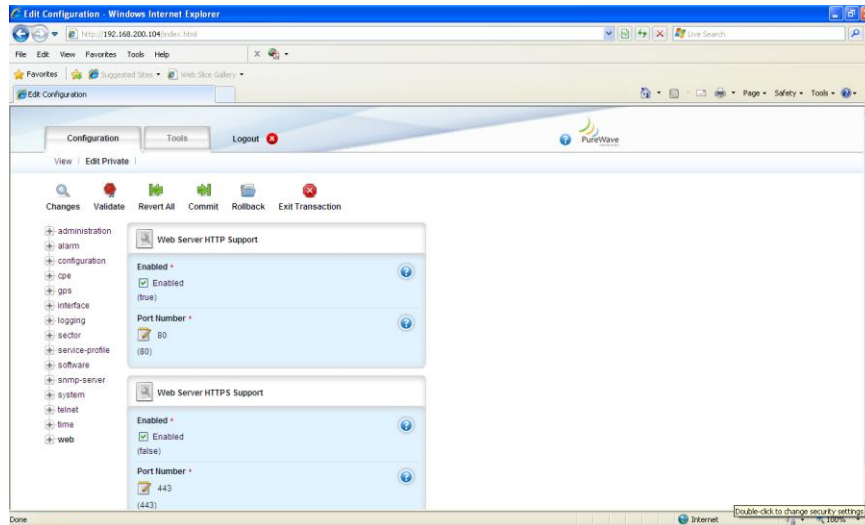 Edit Configuration - Windows Internet Explorer
http://192.168.200.104/index.html
Live Search
File Edit View Favorites Tools Help
Favorites Suggested Sites Web Slice Gallery
Edit Configuration
Page Safety Tools
Configuration Tools Logout
PureWave
View Edit Private
Changes Validate Revert All Commit Rollback Exit Transaction
administration
alarm
configuration
cpe
gps
interface
logging
sector
service-profile
software
snmp-server
system
telnet
time
web
Web Server HTTP Support
Enabled *
Enabled
(true)
Port Number *
80
(80)
Web Server HTTPS Support
Enabled *
Enabled
(false)
Port Number *
443
(443)
Double-click to change security settings
Done
Internet
100%